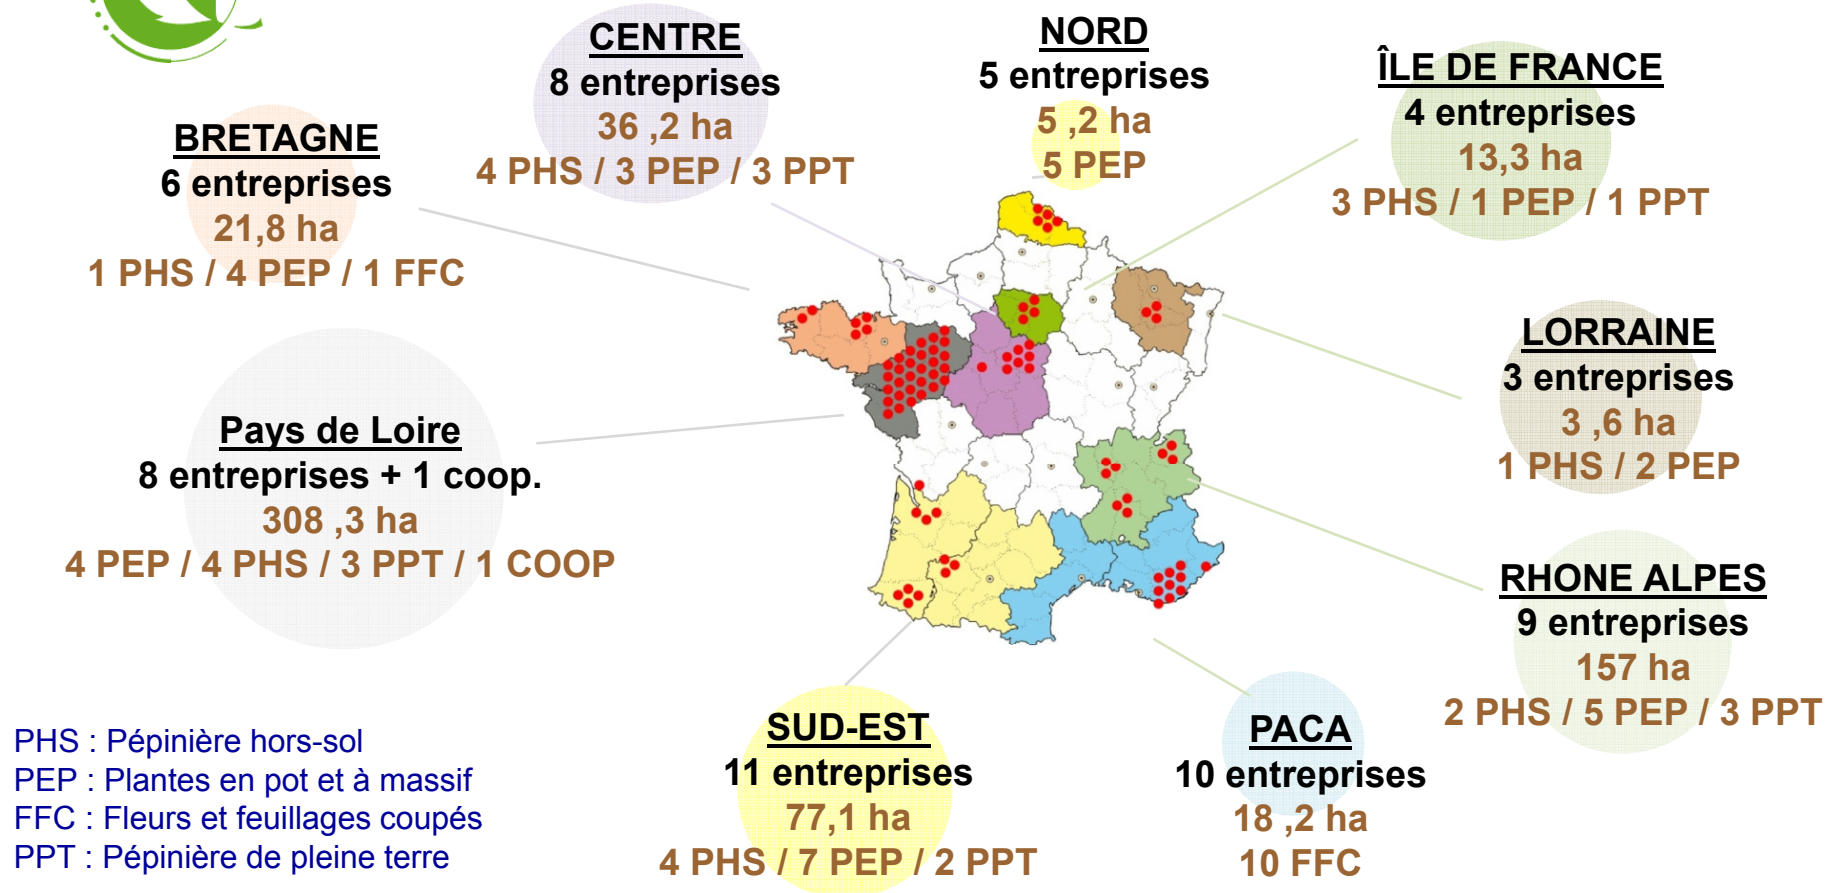 CENTRE
8 entreprises
36 ,2 ha
4 PHS / 3 PEP / 3 PPT
NORD
5 entreprises
5 ,2 ha
5 PEP
ÎLE DE FRANCE
4 entreprises
13,3 ha
3 PHS / 1 PEP / 1 PPT
BRETAGNE
6 entreprises
21,8 ha
1 PHS / 4 PEP / 1 FFC
LORRAINE
3 entreprises
3 ,6 ha
1 PHS / 2 PEP
Pays de Loire
8 entreprises + 1 coop.
308 ,3 ha
4 PEP / 4 PHS / 3 PPT / 1 COOP
RHONE ALPES
9 entreprises
157 ha
2 PHS / 5 PEP / 3 PPT
SUD-EST
11 entreprises
77,1 ha
4 PHS / 7 PEP / 2 PPT
PACA
10 entreprises
18 ,2 ha
10 FFC
PHS : Pépinière hors-sol
PEP : Plantes en pot et à massif
FFC : Fleurs et feuillages coupés
PPT : Pépinière de pleine terre